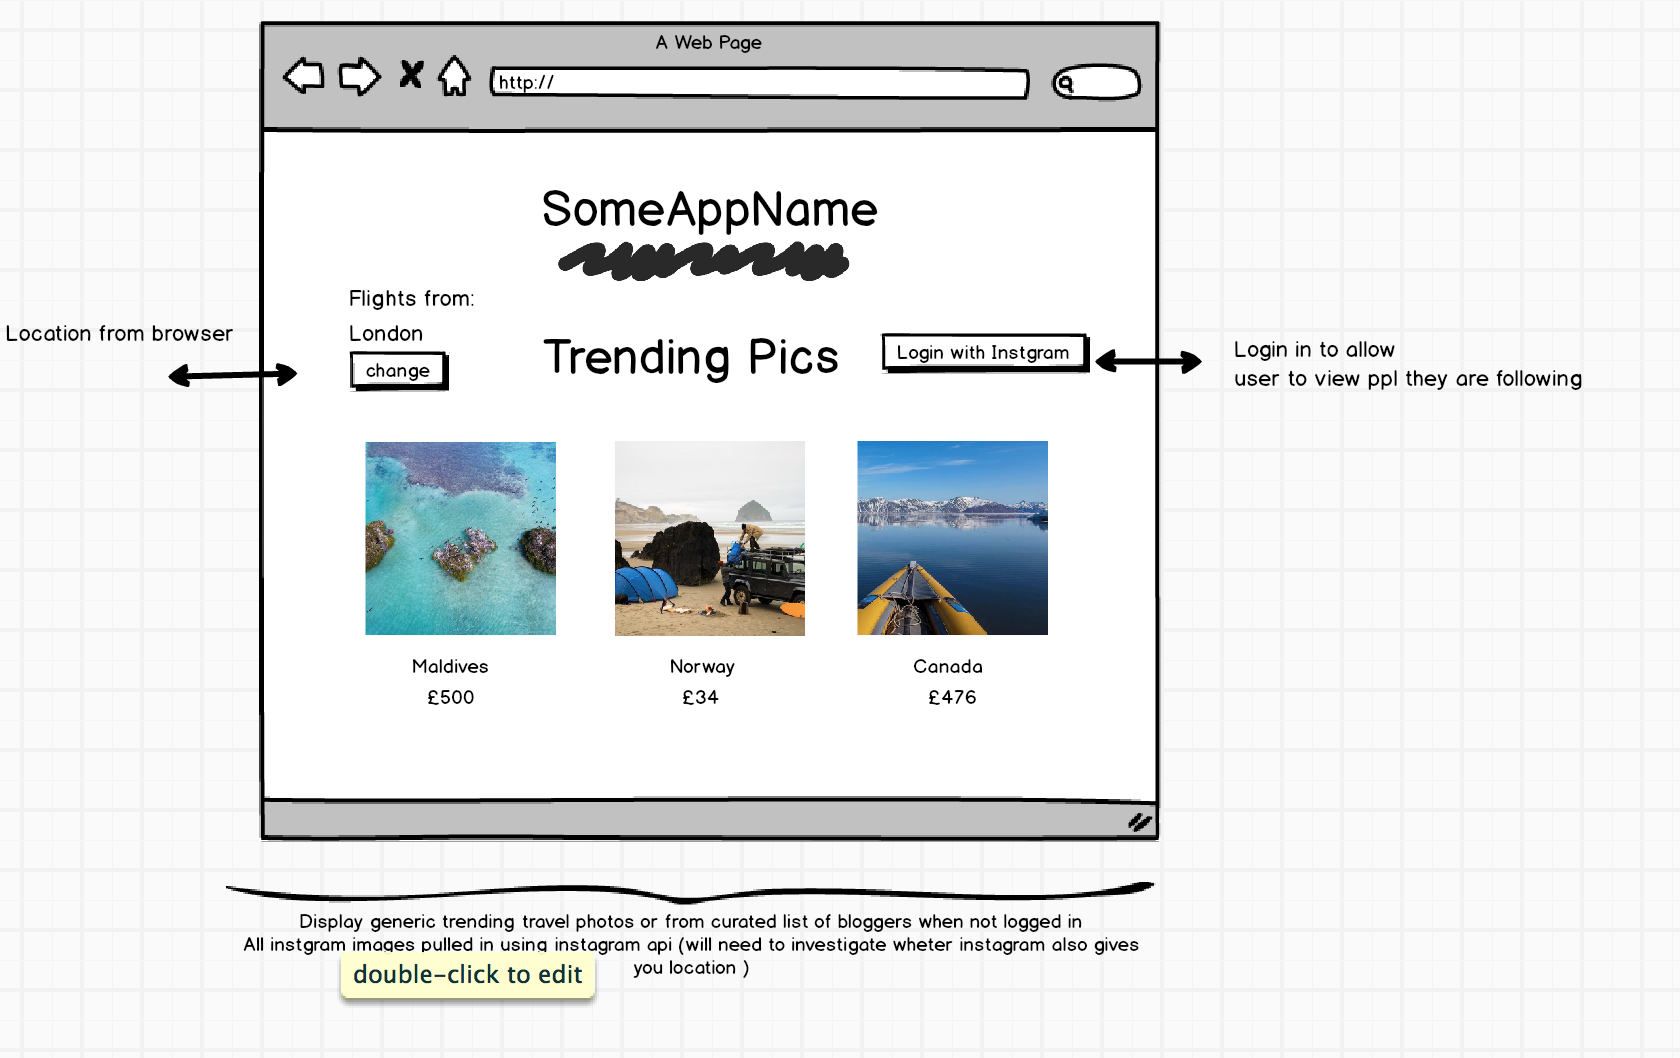 A Web Page
http://
SomeAppName
Flights from:
London
change
Location from browser
Trending Pics
Login with Instgram
Login in to allow
user to view ppl they are following
Maldives
£500
Norway
£34
Canada
£476
Display generic trending travel photos or from curated list of bloggers when not logged in
All instgram images pulled in using instagram api (will need to investigate wheter instagram also gives
you location )
double-click to edit